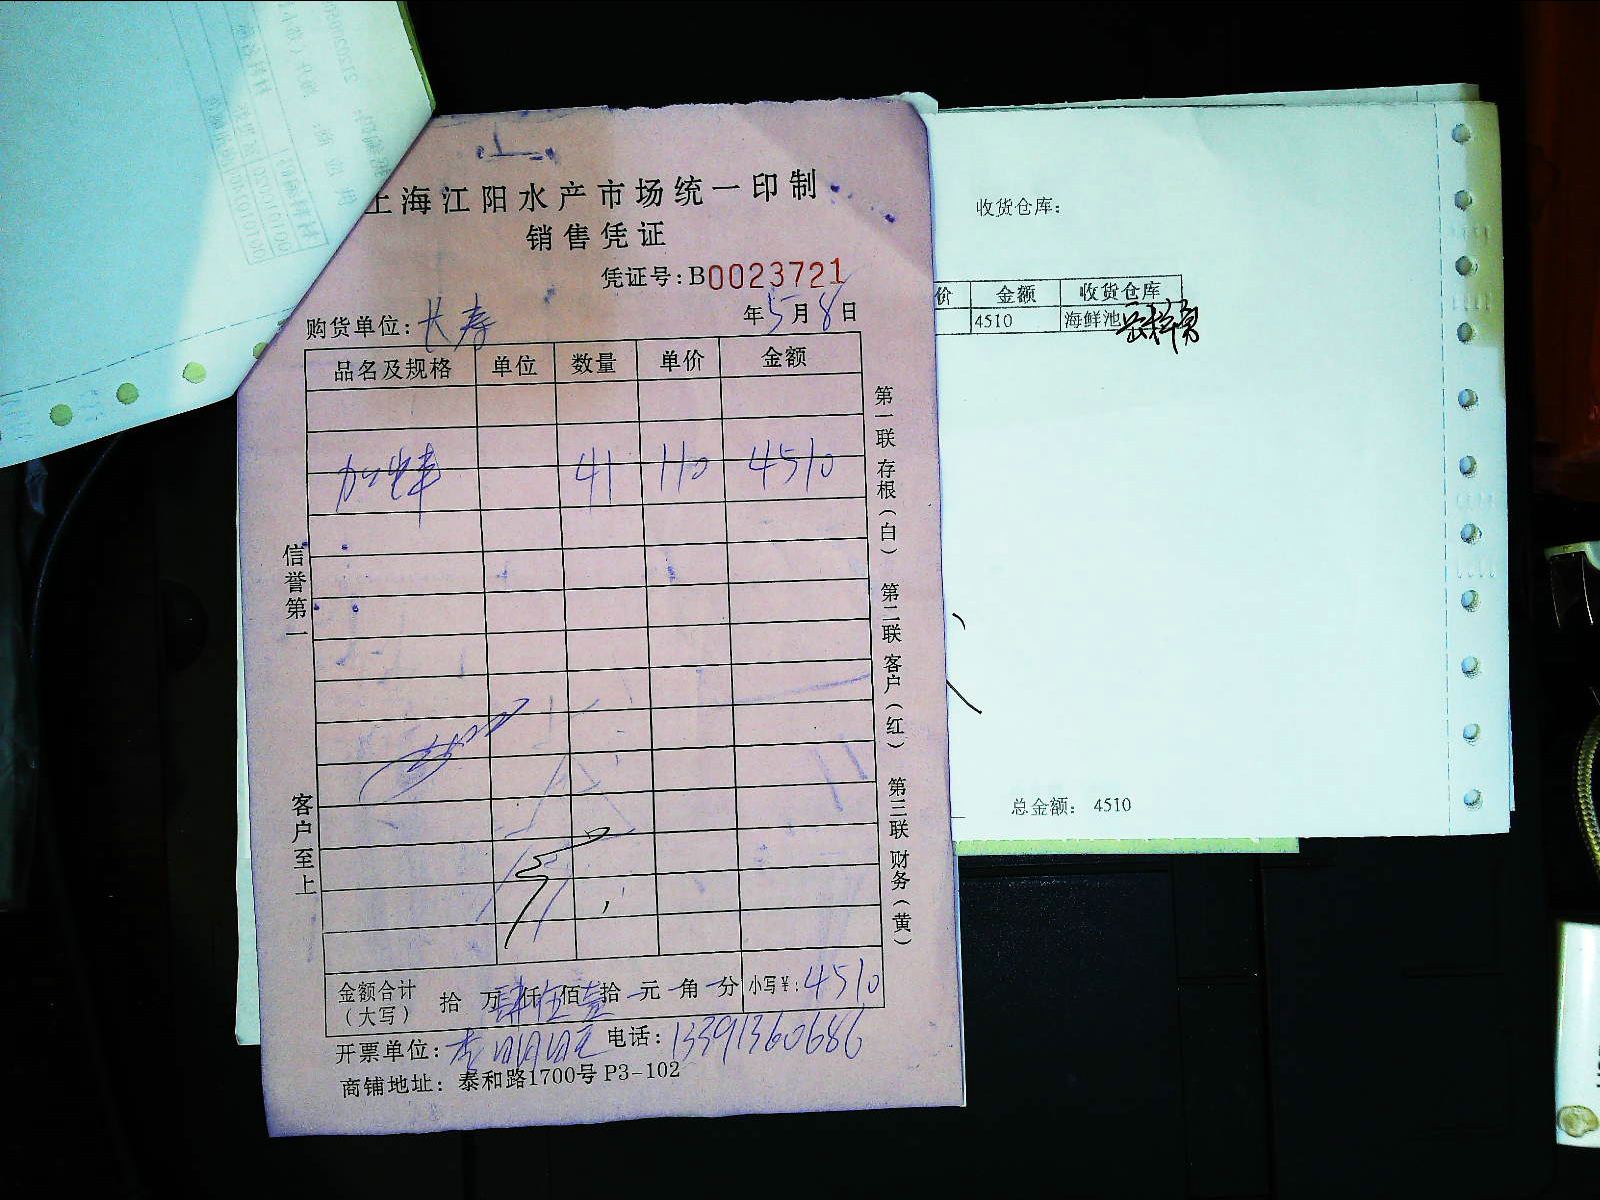 上海江阳水产市场统一印制
销售凭证
凭证号:B0023721
购货单位:长寿 年5月8日
品名及规格 单位 数量 单价 金额
41 110 4510
信誉第一
客户至上
第一联 存根(白) 第二联 客户(红) 第三联 财务(黄)
金额合计(大写) 拾 万肆仟伍佰壹拾 元 角 分 小写¥:4510
开票单位: 电话:13391360686
商铺地址: 泰和路1700号 P3-102
收货仓库:
价 金额 收货仓库
4510 海鲜池
总金额: 4510